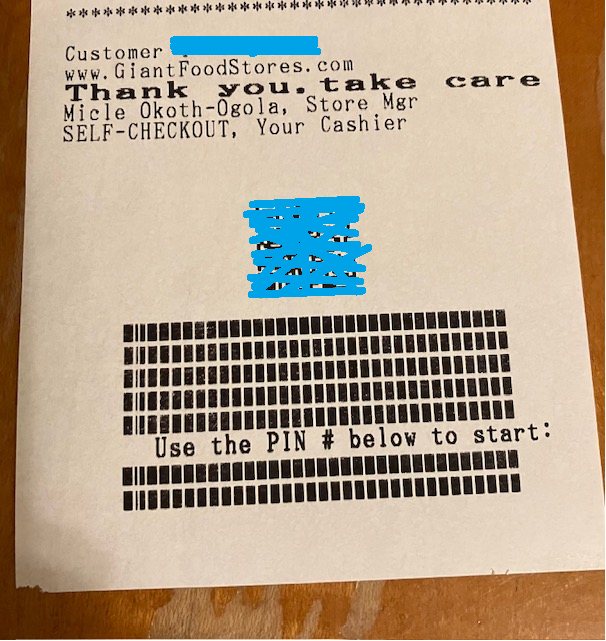 ****************************************
Customer
www.GiantFoodStores.com
Thank you. take care
Micle Okoth-Ogola, Store Mgr
SELF-CHECKOUT, Your Cashier
Use the PIN # below to start: